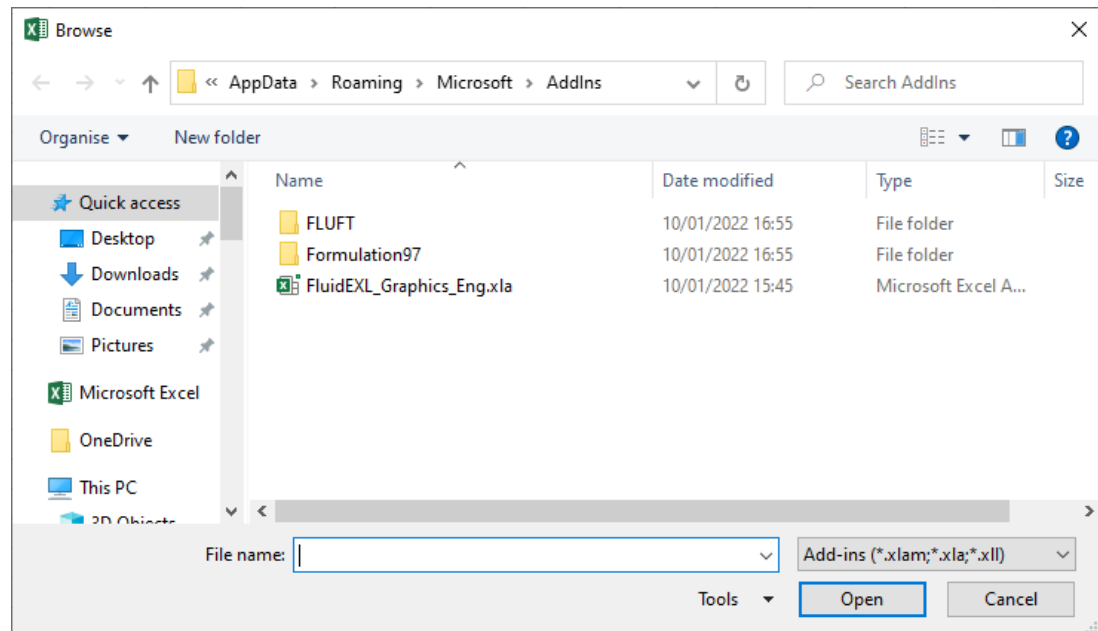 Browse
« AppData > Roaming > Microsoft > AddIns
Search AddIns
Organise
New folder
Name Date modified Type Size
Quick access
Desktop
Downloads
Documents
Pictures
Microsoft Excel
OneDrive
This PC
3D Objects
FLUFT 10/01/2022 16:55 File folder
Formulation97 10/01/2022 16:55 File folder
FluidEXL_Graphics_Eng.xla 10/01/2022 15:45 Microsoft Excel A...
File name: Add-ins (*.xlam;*.xla;*.xll)
Tools Open Cancel